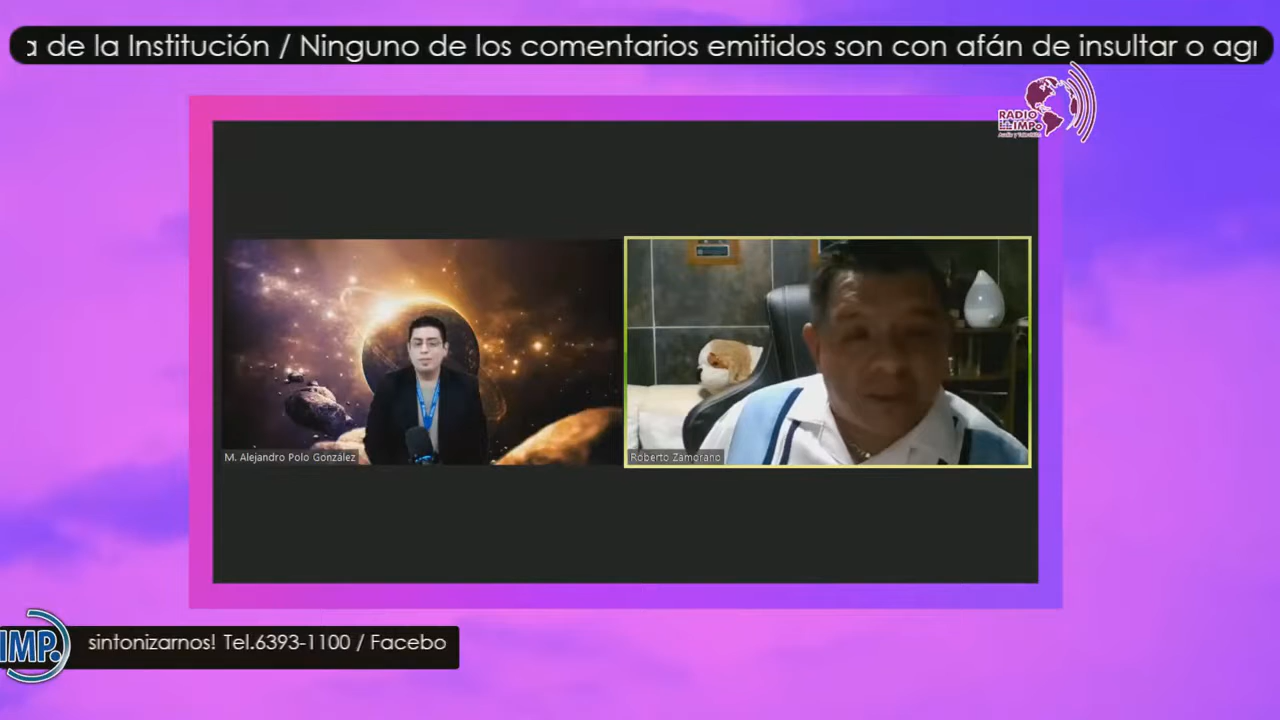 a de la Institución / Ninguno de los comentarios emitidos son con afán de insultar o agr
RADIO
IMPO
M. Alejandro Polo González
Roberto Zamorano
IMP.
sintonizarnos! Tel.6393-1100 / Facebo